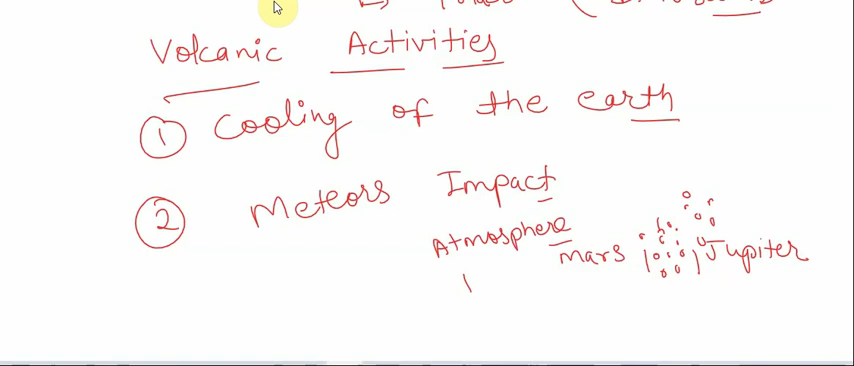 Volcanic Activities
① Cooling of the earth
② Meteors Impact
Atmosphere
mars Jupiter